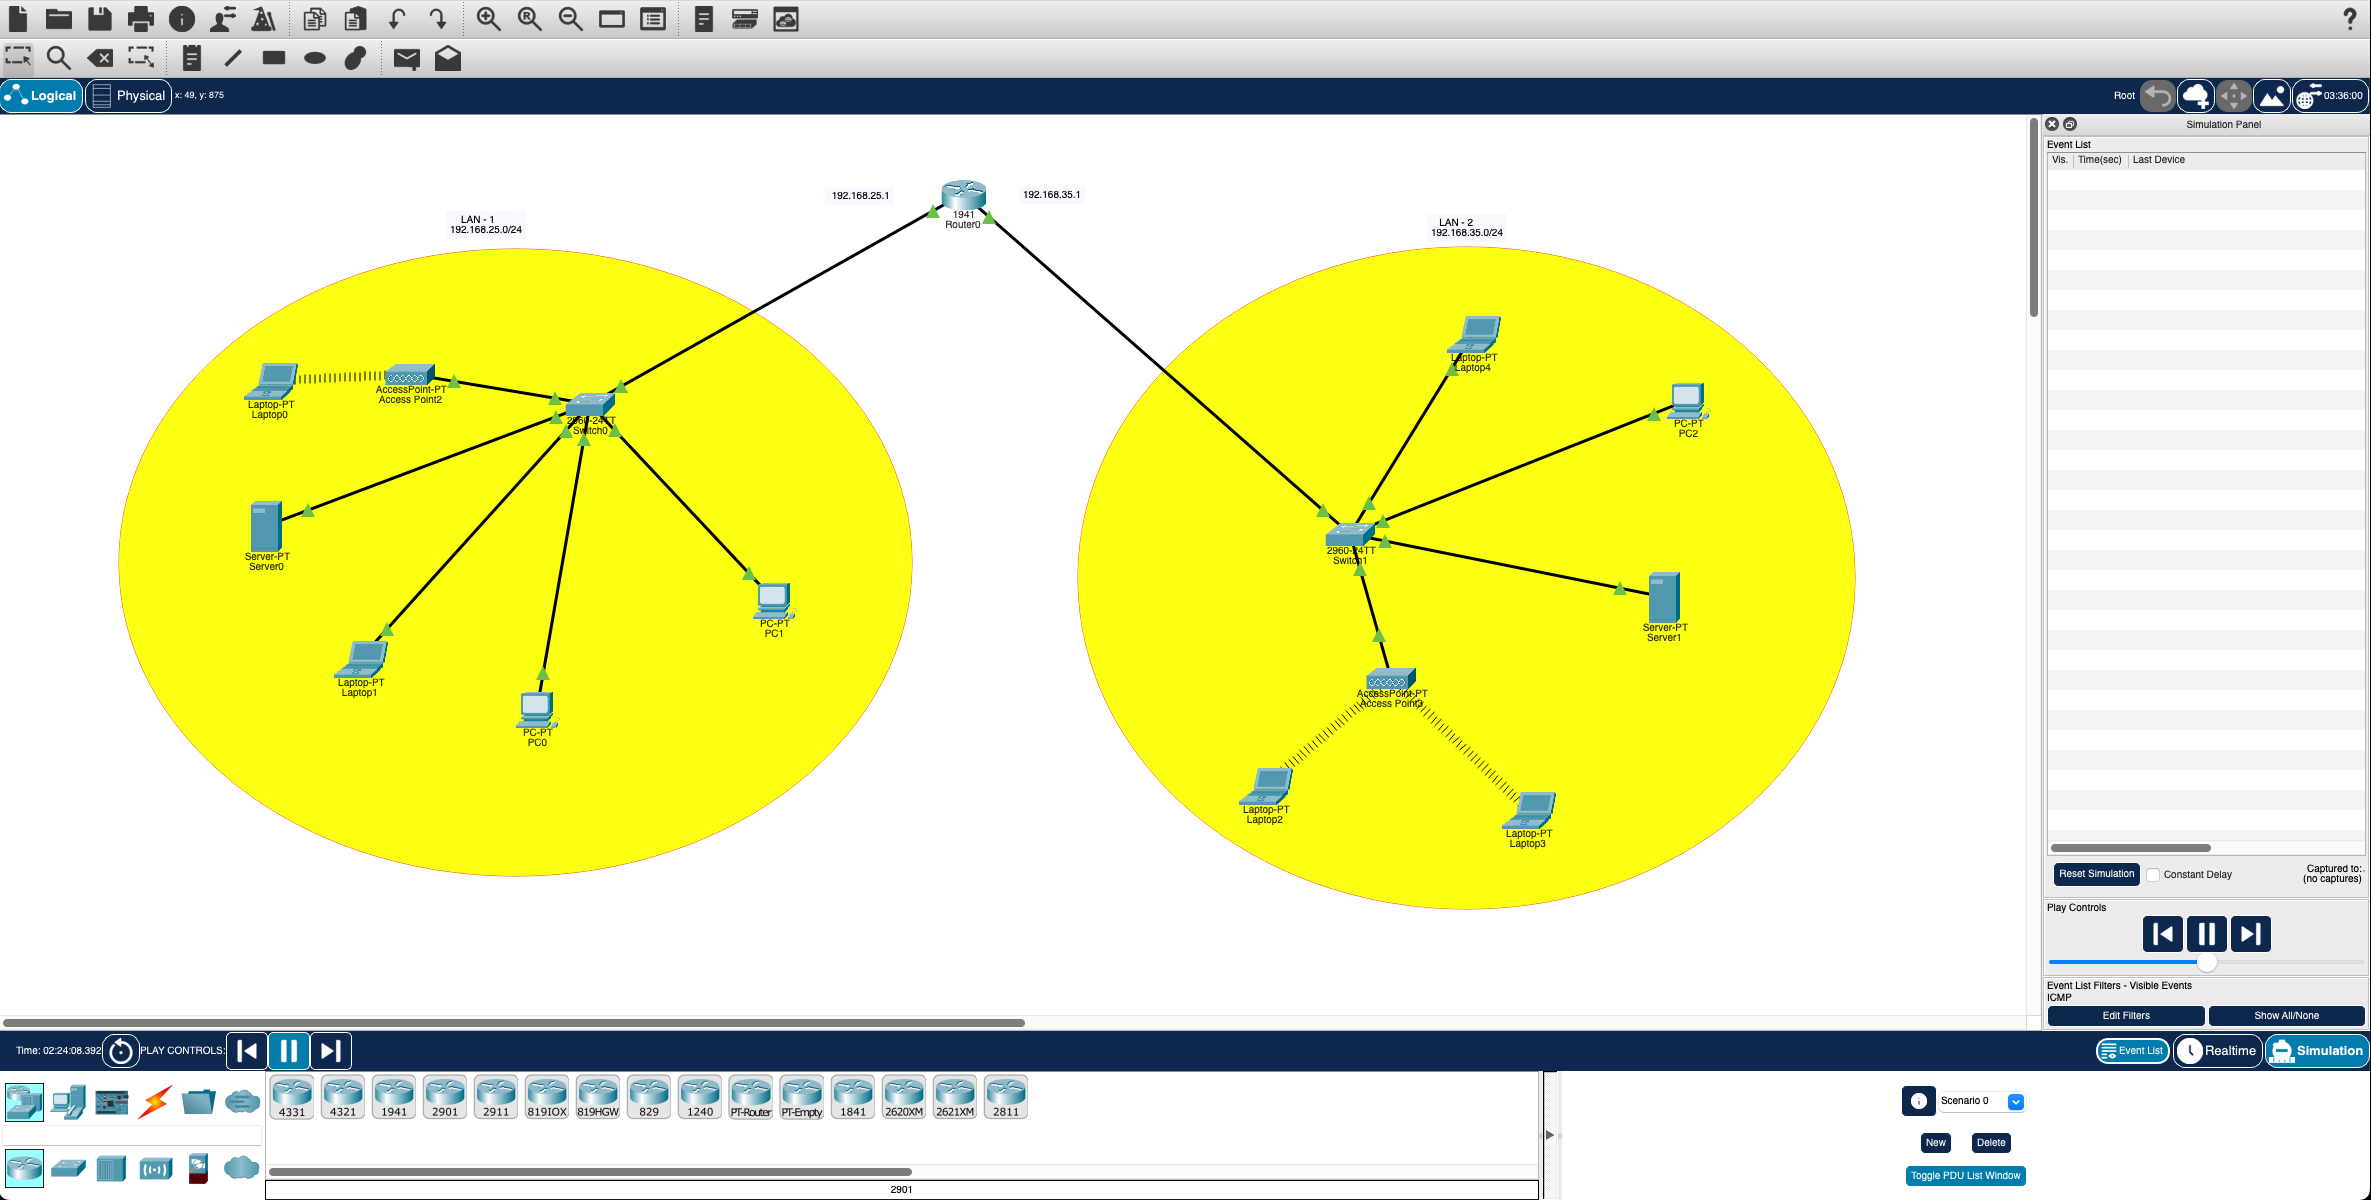 ?
Logical
Physical
x: 49, y: 875
Root
03:36:00
Simulation Panel
Event List
Vis.
Time(sec)
Last Device
192.168.25.1
192.168.35.1
1941
Router0
LAN - 1
192.168.25.0/24
LAN - 2
192.168.35.0/24
Laptop-PT
Laptop0
AccessPoint-PT
Access Point2
2960-24TT
Switch0
Server-PT
Server0
Laptop-PT
Laptop1
PC-PT
PC0
PC-PT
PC1
Laptop-PT
Laptop4
PC-PT
PC2
2960-24TT
Switch1
Server-PT
Server1
AccessPoint-PT
Access Point3
Laptop-PT
Laptop2
Laptop-PT
Laptop3
Reset Simulation
Constant Delay
Captured to:
(no captures)
Play Controls
Event List Filters - Visible Events
ICMP
Edit Filters
Show All/None
Time: 02:24:08.392
PLAY CONTROLS:
Event List
Realtime
Simulation
4331
4321
1941
2901
2911
819IOX
819HGW
829
1240
PT-Router
PT-Empty
1841
2620XM
2621XM
2811
Scenario 0
New
Delete
Toggle PDU List Window
2901